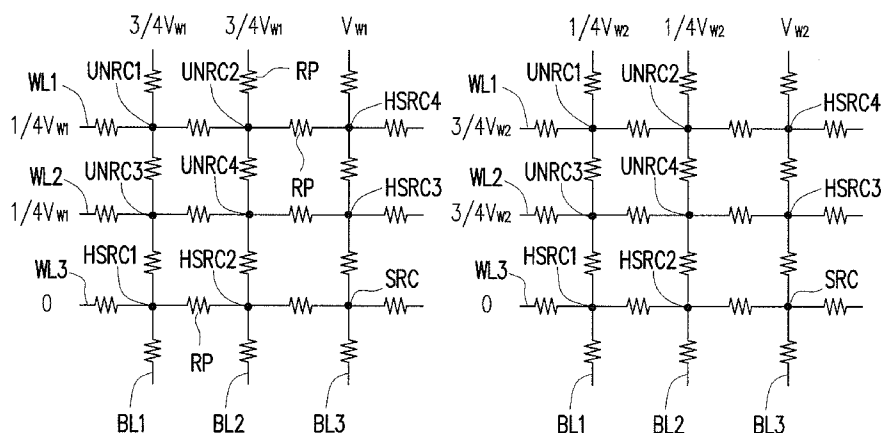 3/4VW1 3/4VW1 VW1
UNRC1 UNRC2 RP
WL1 HSRC4
1/4VW1
UNRC3 UNRC4 RP
WL2 HSRC3
1/4VW1
HSRC1 HSRC2 SRC
WL3
0
RP
BL1 BL2 BL3
1/4VW2 1/4VW2 VW2
UNRC1 UNRC2
WL1 HSRC4
3/4VW2
UNRC3 UNRC4
WL2 HSRC3
3/4VW2
HSRC1 HSRC2 SRC
WL3
0
BL1 BL2 BL3